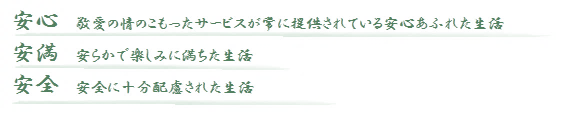 安心 敬愛の情のこもったサービスが常に提供されている安心あふれた生活
安満 安らかで楽しみに満ちた生活
安全 安全に十分配慮された生活